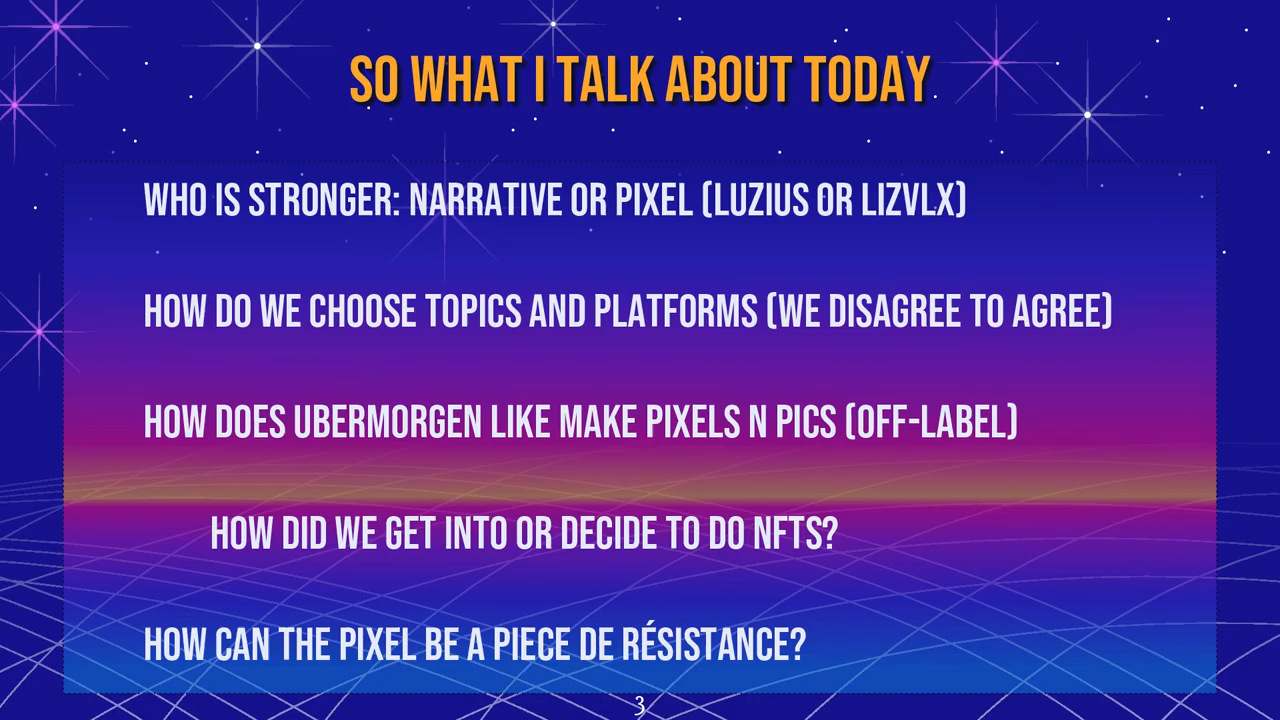 SO WHAT I TALK ABOUT TODAY
WHO IS STRONGER: NARRATIVE OR PIXEL (LUZIUS OR LIZVLX)
HOW DO WE CHOOSE TOPICS AND PLATFORMS (WE DISAGREE TO AGREE)
HOW DOES UBERMORGEN LIKE MAKE PIXELS N PICS (OFF-LABEL)
HOW DID WE GET INTO OR DECIDE TO DO NFTS?
HOW CAN THE PIXEL BE A PIECE DE RÉSISTANCE?
3